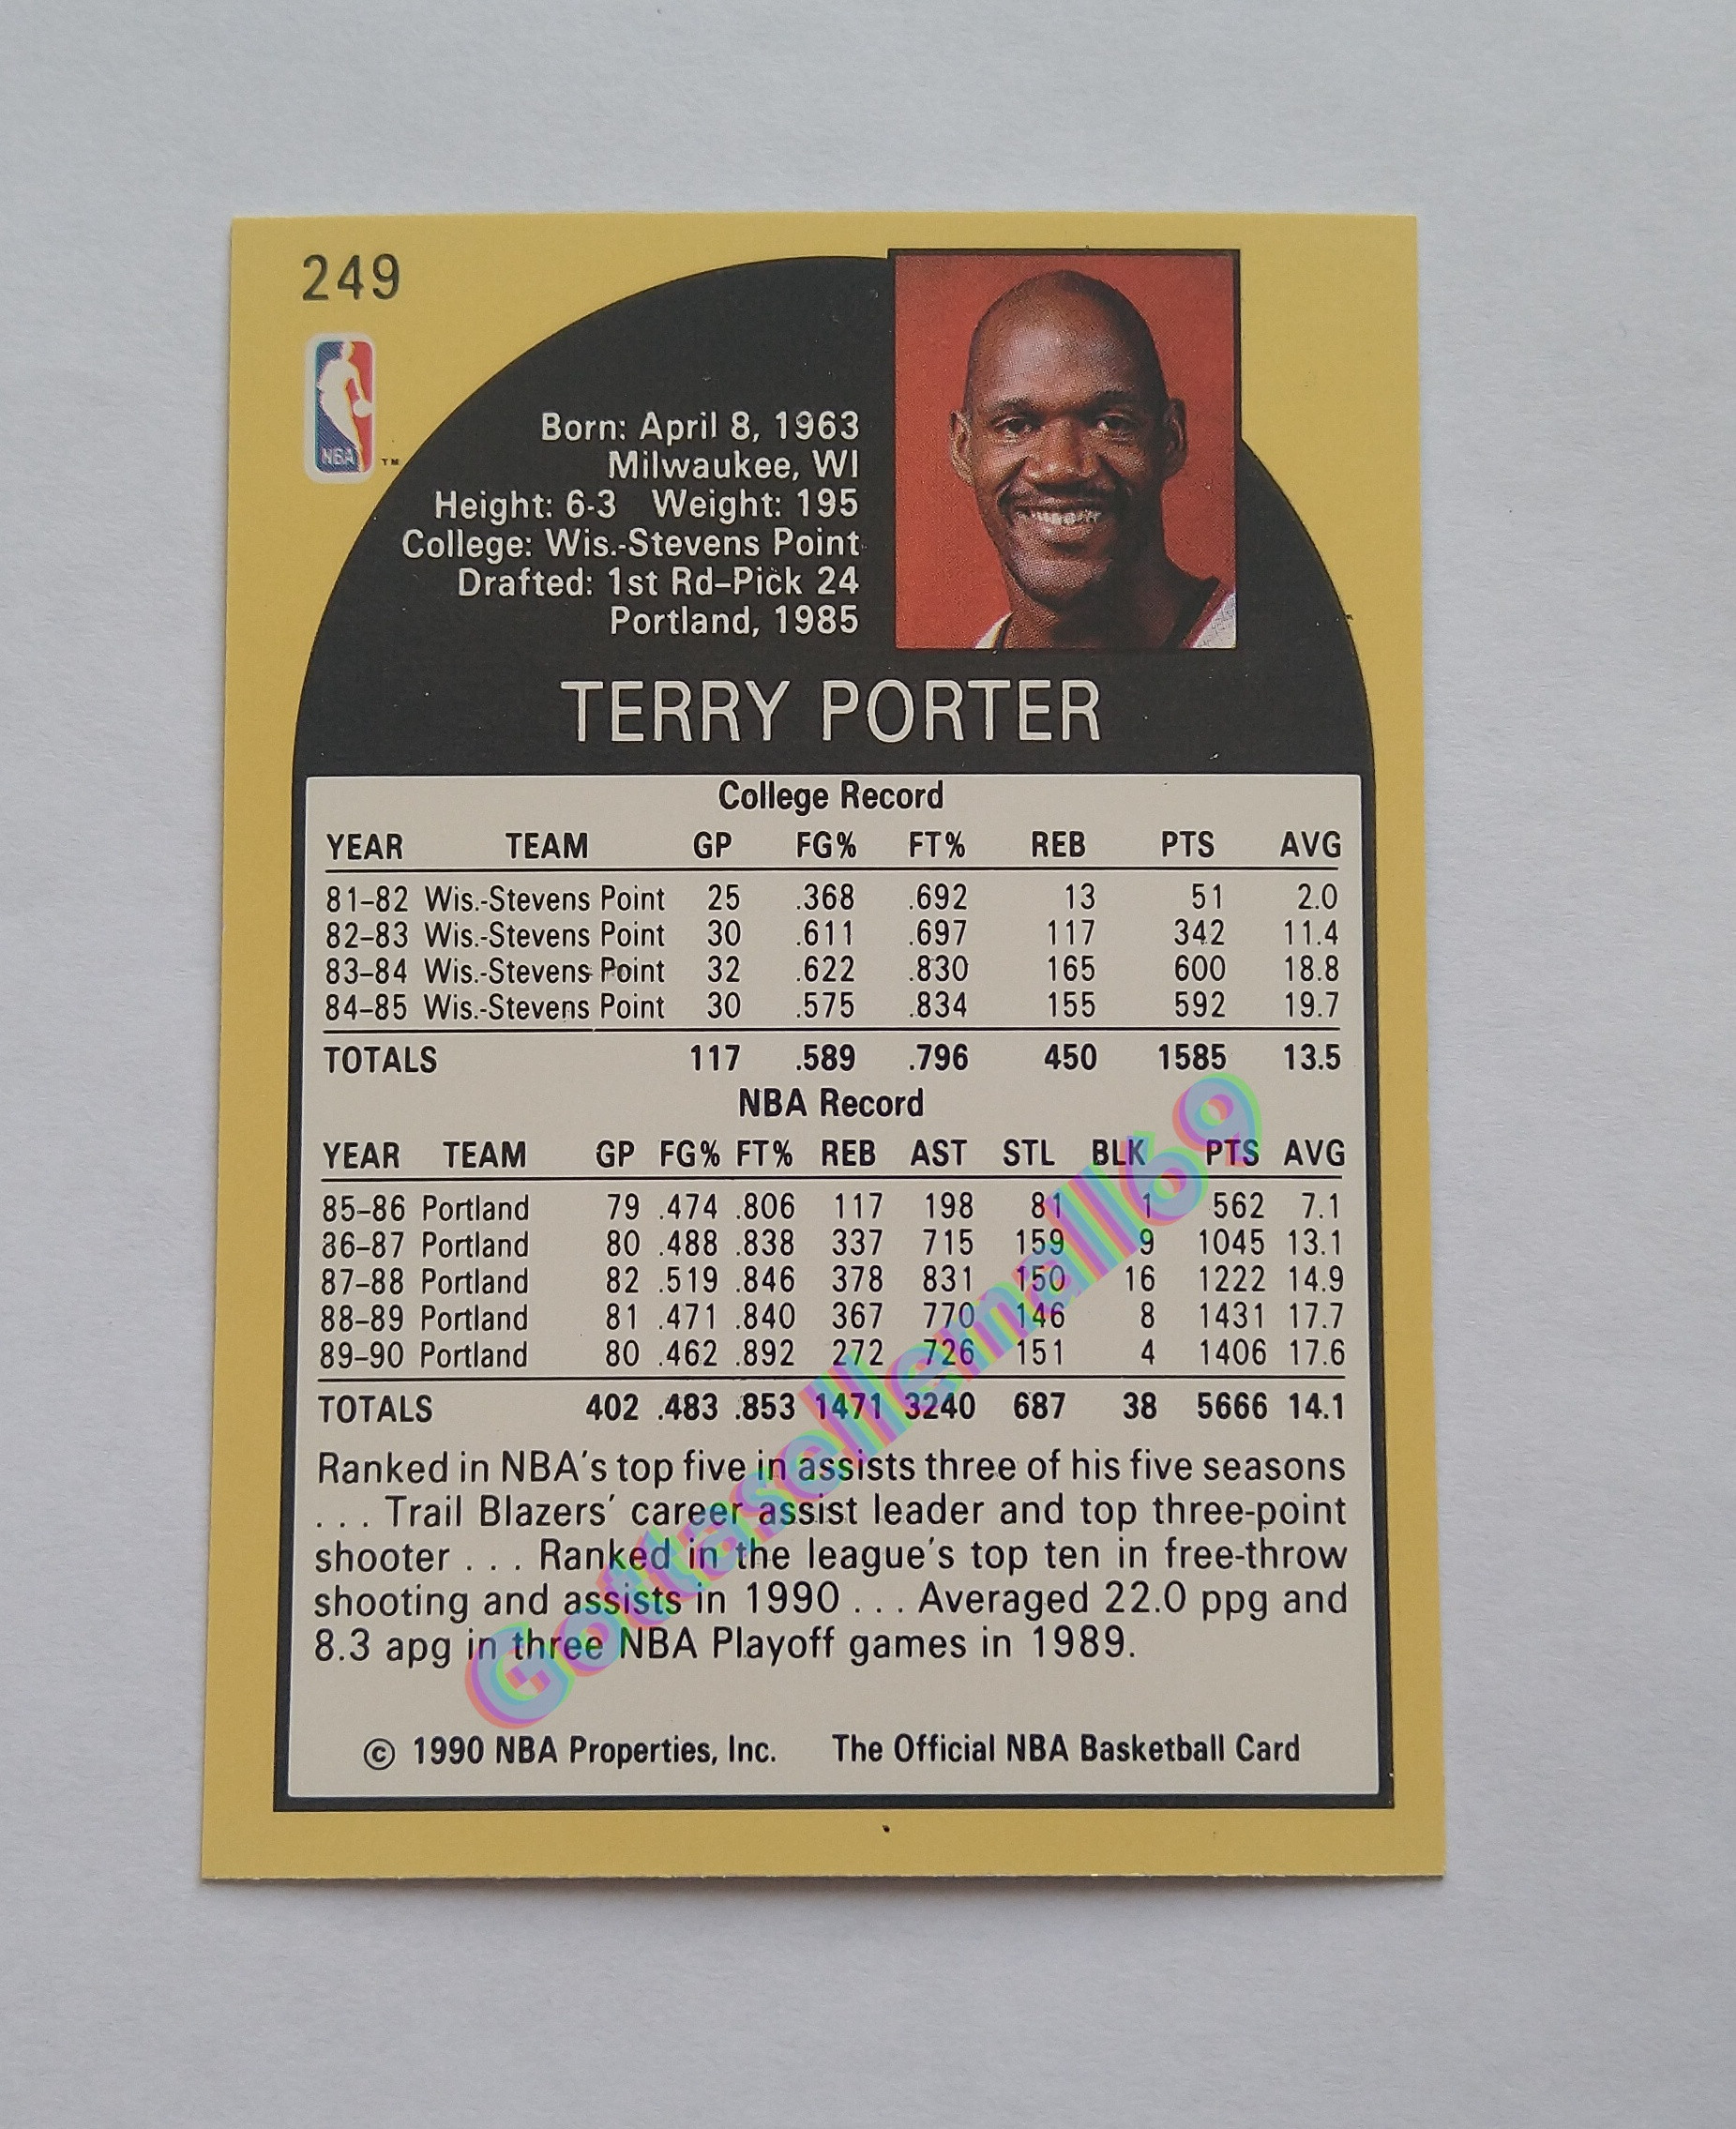 249
NBA
TM
Born: April 8, 1963
Milwaukee, WI
Height: 6-3 Weight: 195
College: Wis.-Stevens Point
Drafted: 1st Rd–Pick 24
Portland, 1985
TERRY PORTER
College Record
YEAR TEAM GP FG% FT% REB PTS AVG
81–82 Wis.-Stevens Point 25 .368 .692 13 51 2.0
82–83 Wis.-Stevens Point 30 .611 .697 117 342 11.4
83–84 Wis.-Stevens Point 32 .622 .830 165 600 18.8
84–85 Wis.-Stevens Point 30 .575 .834 155 592 19.7
TOTALS 117 .589 .796 450 1585 13.5
NBA Record
YEAR TEAM GP FG% FT% REB AST STL BLK PTS AVG
85–86 Portland 79 .474 .806 117 198 81 1 562 7.1
86–87 Portland 80 .488 .838 337 715 159 9 1045 13.1
87–88 Portland 82 .519 .846 378 831 150 16 1222 14.9
88–89 Portland 81 .471 .840 367 770 146 8 1431 17.7
89–90 Portland 80 .462 .892 272 726 151 4 1406 17.6
TOTALS 402 .483 .853 1471 3240 687 38 5666 14.1
Ranked in NBA's top five in assists three of his five seasons
. . . Trail Blazers' career assist leader and top three-point
shooter . . . Ranked in the league's top ten in free-throw
shooting and assists in 1990 . . . Averaged 22.0 ppg and
8.3 apg in three NBA Playoff games in 1989.
© 1990 NBA Properties, Inc. The Official NBA Basketball Card
Gottasellemall69